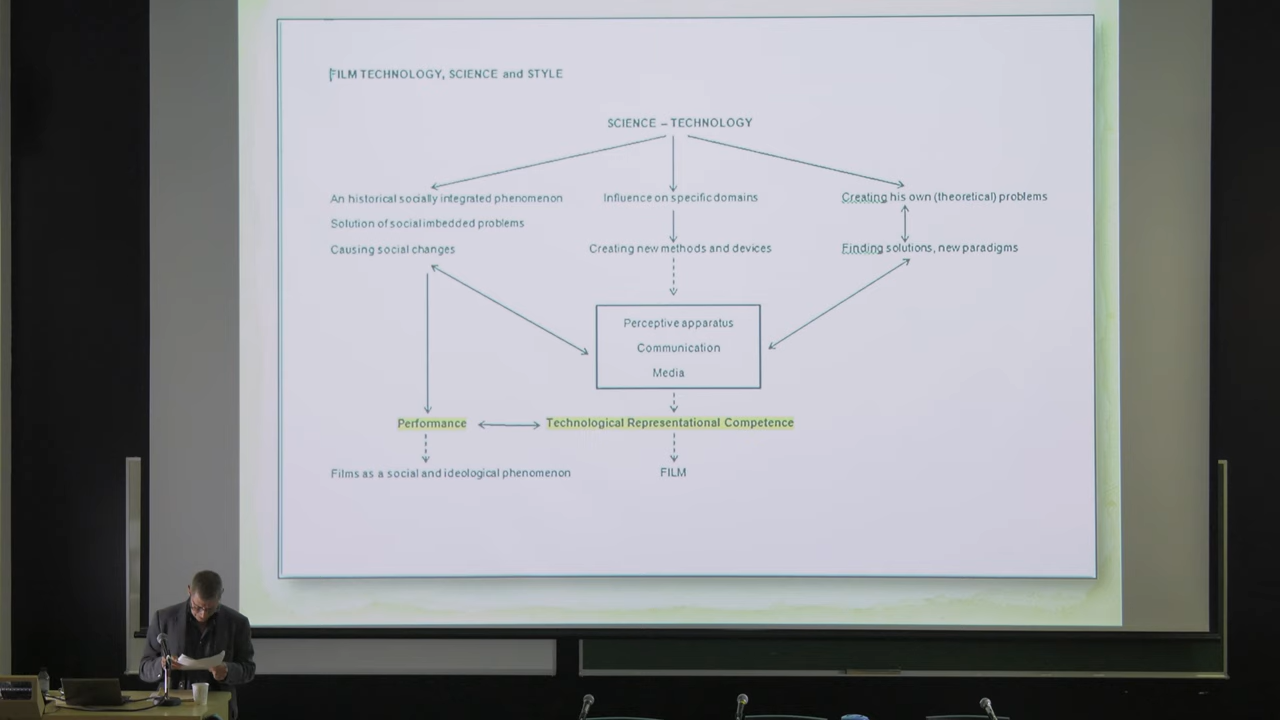 FILM TECHNOLOGY, SCIENCE and STYLE
SCIENCE – TECHNOLOGY
An historical socially integrated phenomenon
Influence on specific domains
Creating his own (theoretical) problems
Solution of social imbedded problems
Causing social changes
Creating new methods and devices
Finding solutions, new paradigms
Perceptive apparatus
Communication
Media
Performance
Technological Representational Competence
Films as a social and ideological phenomenon
FILM